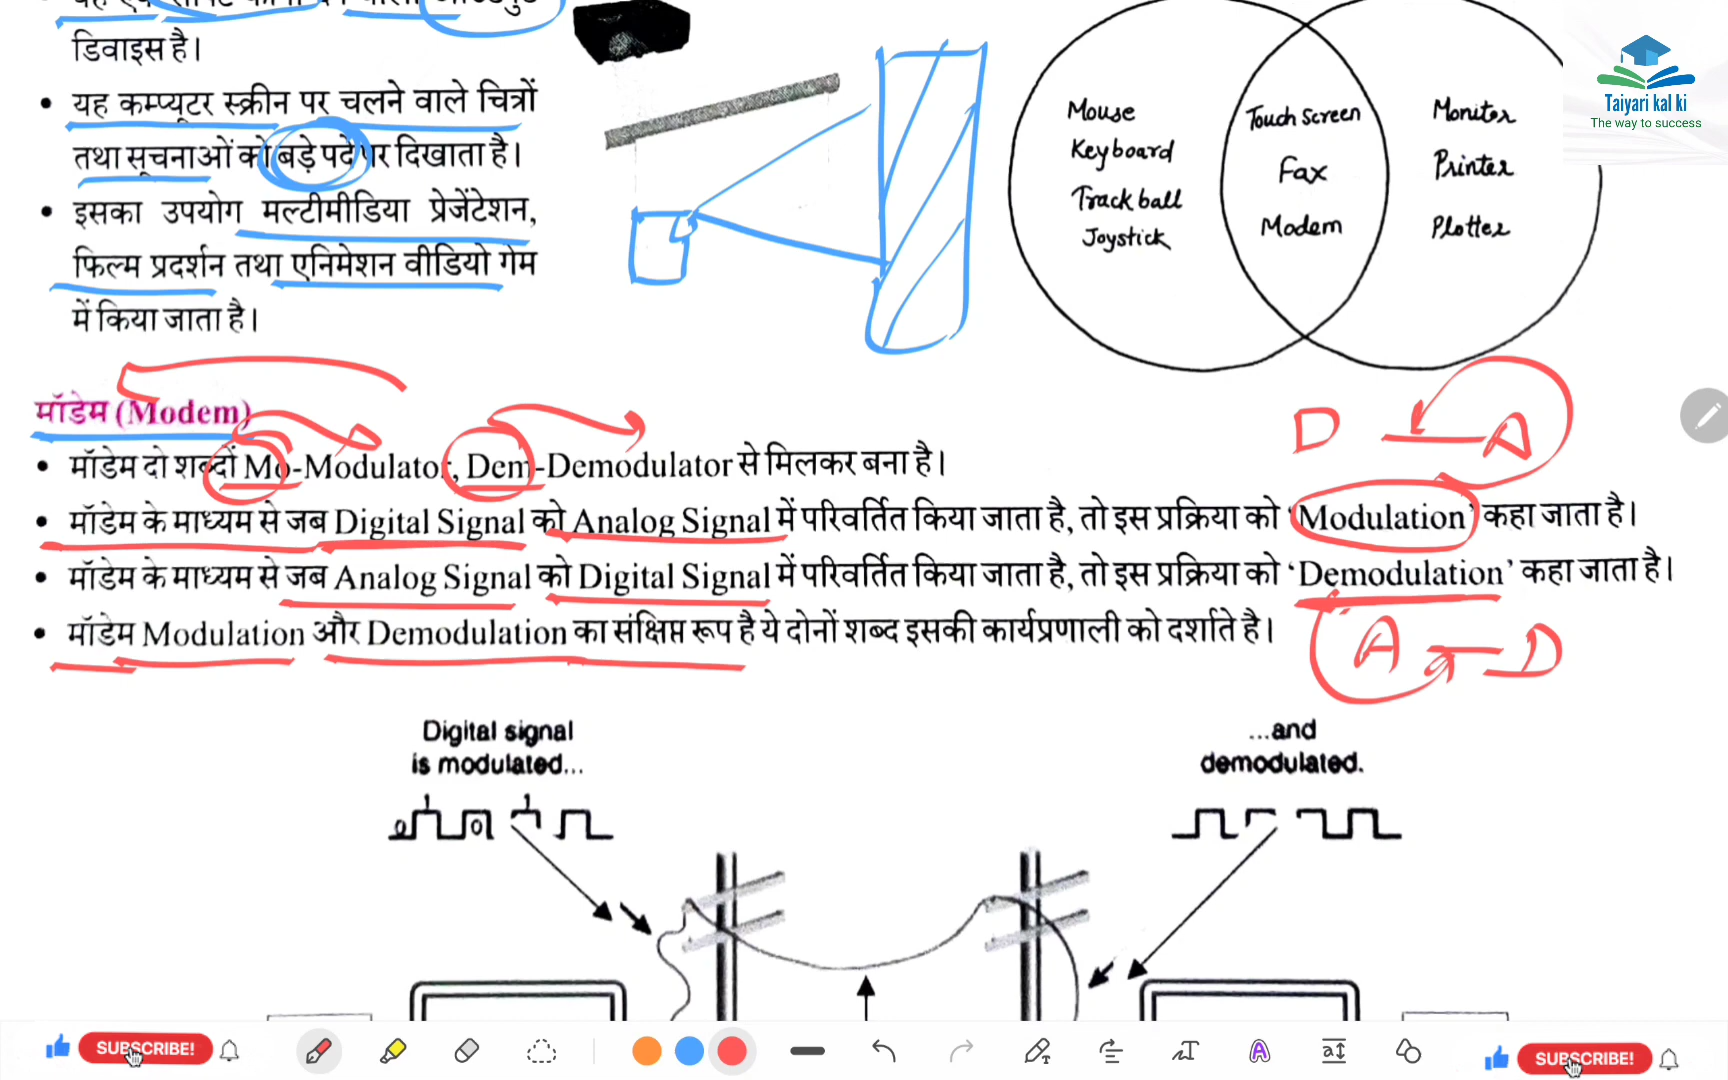 डिवाइस है।
• यह कम्प्यूटर स्क्रीन पर चलने वाले चित्रों
तथा सूचनाओं को बड़े पर्दे पर दिखाता है।
• इसका उपयोग मल्टीमीडिया प्रेजेंटेशन,
फिल्म प्रदर्शन तथा एनिमेशन वीडियो गेम
में किया जाता है।
Mouse
Keyboard
Track ball
Joystick
Touch Screen
Fax
Modem
Monitor
Printer
Plotter
Taiyari kal ki
The way to success
मॉडेम (Modem)
D A
• मॉडेम दो शब्दों Mo-Modulator, Dem-Demodulator से मिलकर बना है।
• मॉडेम के माध्यम से जब Digital Signal को Analog Signal में परिवर्तित किया जाता है, तो इस प्रक्रिया को ‘Modulation’ कहा जाता है।
• मॉडेम के माध्यम से जब Analog Signal को Digital Signal में परिवर्तित किया जाता है, तो इस प्रक्रिया को ‘Demodulation’ कहा जाता है।
• मॉडेम Modulation और Demodulation का संक्षिप्त रूप है ये दोनों शब्द इसकी कार्यप्रणाली को दर्शाते है।
A D
Digital signal
is modulated...
...and
demodulated.
SUBSCRIBE!
SUBSCRIBE!